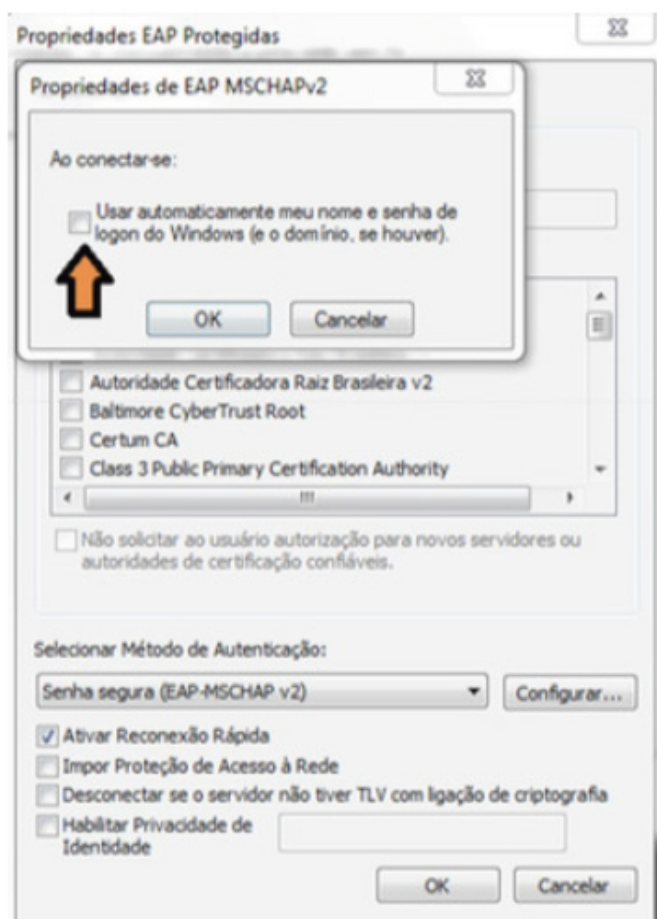 Propriedades EAP Protegidas
Propriedades de EAP MSCHAPv2
Ao conectar-se:
Usar automaticamente meu nome e senha de
logon do Windows (e o domínio, se houver).
OK
Cancelar
Autoridade Certificadora Raiz Brasileira v2
Baltimore CyberTrust Root
Certum CA
Class 3 Public Primary Certification Authority
Não solicitar ao usuário autorização para novos servidores ou
autoridades de certificação confiáveis.
Selecionar Método de Autenticação:
Senha segura (EAP-MSCHAP v2)
Configurar...
Ativar Reconexão Rápida
Impor Proteção de Acesso à Rede
Desconectar se o servidor não tiver TLV com ligação de criptografia
Habilitar Privacidade de
Identidade
OK
Cancelar